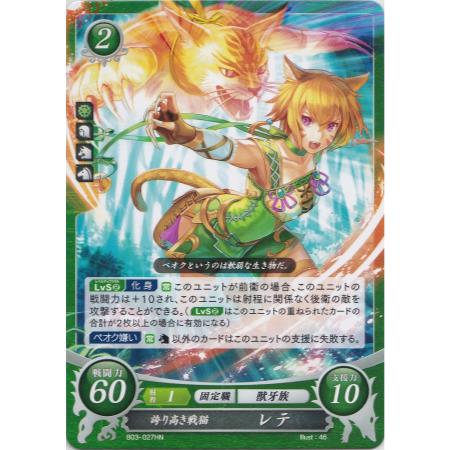 2
ベオクというのは軟弱な生き物だ。
LvS② 化身 常 このユニットが前衛の場合、このユニットの
戦闘力は+10され、このユニットは射程に関係なく後衛の敵を
攻撃することができる。(LvS②はこのユニットの重ねられたカードの
合計が2枚以上の場合に有効になる)
ベオク嫌い 常 以外のカードはこのユニットの支援に失敗する。
戦闘力
60
射程 1 固定職 獣牙族
支援力
10
誇り高き戦猫 レテ
B03-027HN
Illust : 46